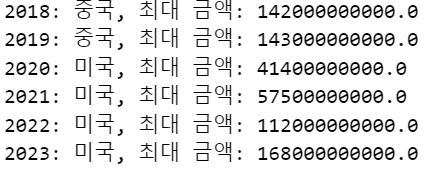 2018: 중국, 최대 금액: 142000000000.0
2019: 중국, 최대 금액: 143000000000.0
2020: 미국, 최대 금액: 41400000000.0
2021: 미국, 최대 금액: 57500000000.0
2022: 미국, 최대 금액: 112000000000.0
2023: 미국, 최대 금액: 168000000000.0